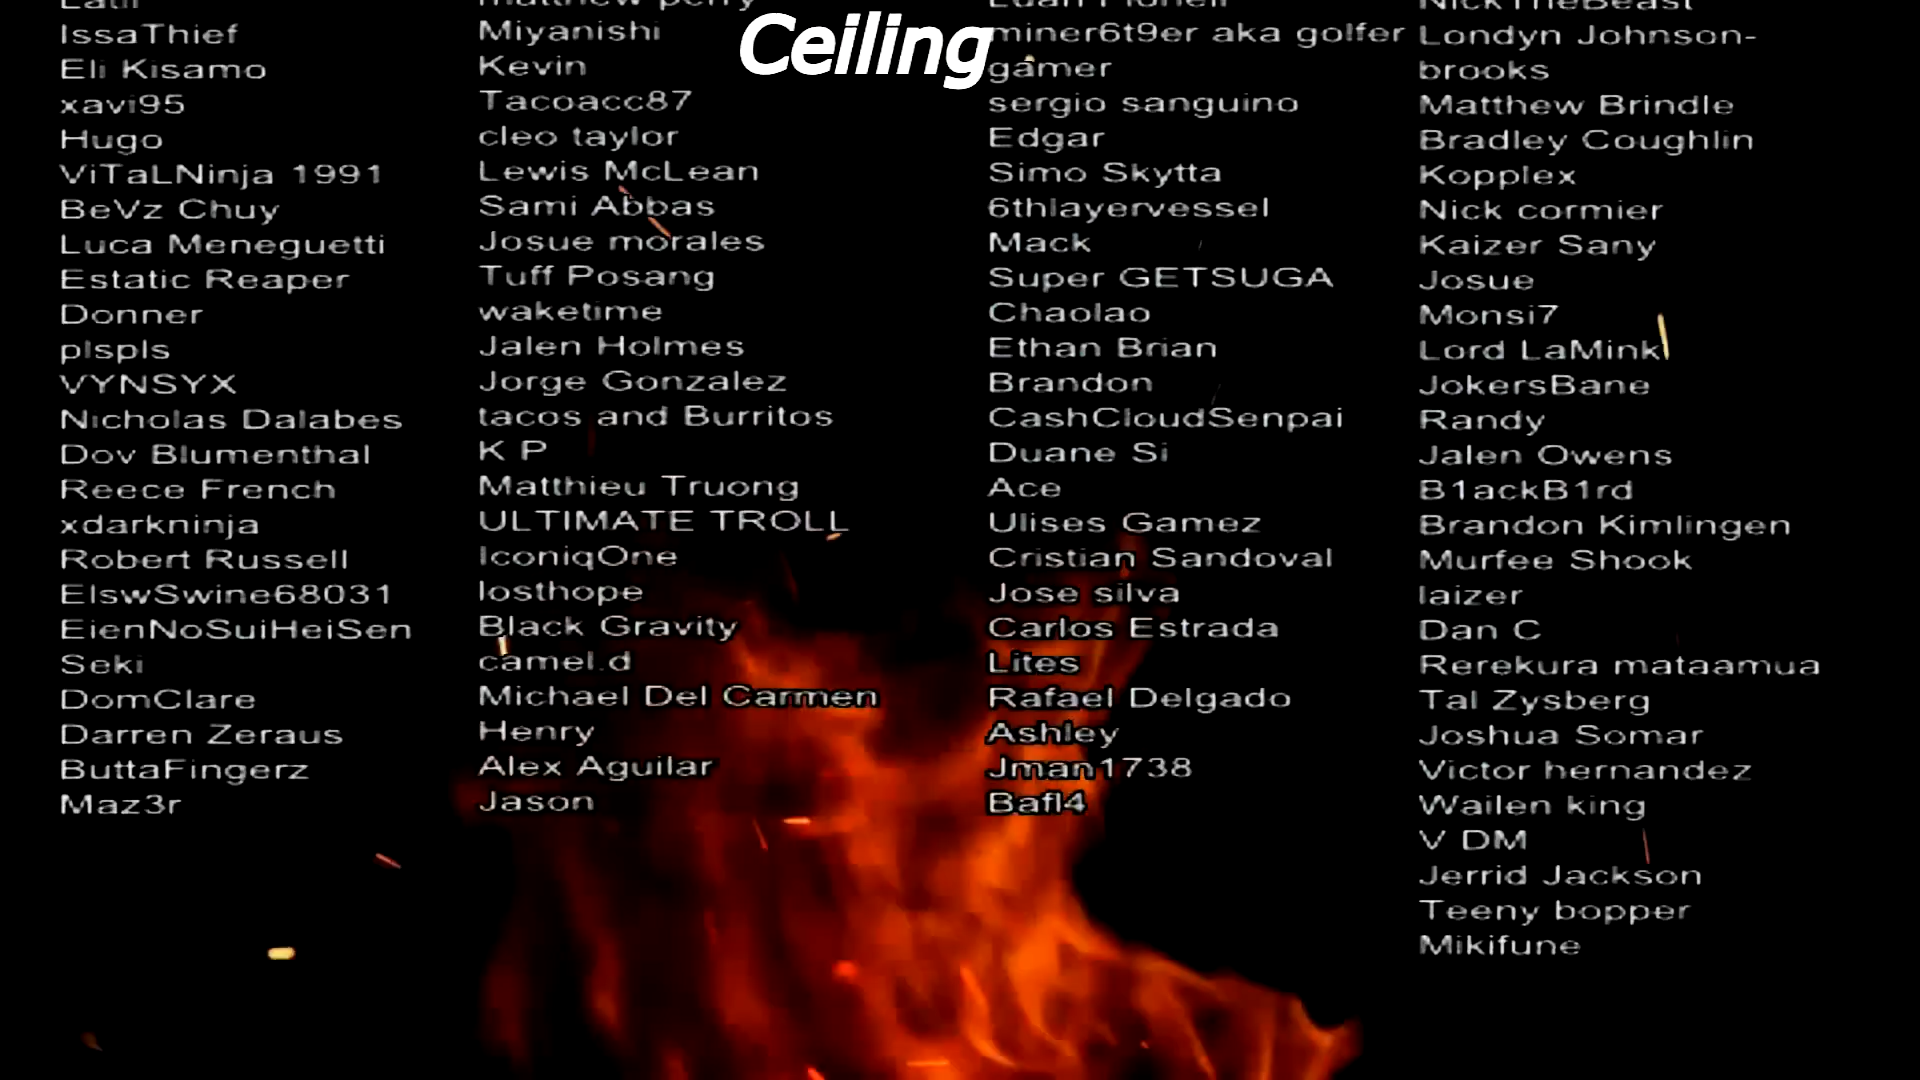 Ceiling
IssaThief
Eli Kisamo
xavi95
Hugo
ViTaLNinja 1991
BeVz Chuy
Luca Meneguetti
Estatic Reaper
Donner
plspls
VYNSYX
Nicholas Dalabes
Dov Blumenthal
Reece French
xdarkninja
Robert Russell
ElswSwine68031
EienNoSuiHeiSen
Seki
DomClare
Darren Zeraus
ButtaFingerz
Maz3r
matthew perry
Miyanishi
Kevin
Tacoacc87
cleo taylor
Lewis McLean
Sami Abbas
Josue morales
Tuff Posang
waketime
Jalen Holmes
Jorge Gonzalez
tacos and Burritos
K P
Matthieu Truong
ULTIMATE TROLL
IconiqOne
losthope
Black Gravity
camel.d
Michael Del Carmen
Henry
Alex Aguilar
Jason
miner6t9er aka golfer
gamer
sergio sanguino
Edgar
Simo Skytta
6thlayervessel
Mack
Super GETSUGA
Chaolao
Ethan Brian
Brandon
CashCloudSenpai
Duane Si
Ace
Ulises Gamez
Cristian Sandoval
Jose silva
Carlos Estrada
Lites
Rafael Delgado
Ashley
Jman1738
Bafl4
NickTheBeast
Londyn Johnson-
brooks
Matthew Brindle
Bradley Coughlin
Kopplex
Nick cormier
Kaizer Sany
Josue
Monsi7
Lord LaMink
JokersBane
Randy
Jalen Owens
B1ackB1rd
Brandon Kimlingen
Murfee Shook
laizer
Dan C
Rerekura mataamua
Tal Zysberg
Joshua Somar
Victor hernandez
Wailen king
V DM
Jerrid Jackson
Teeny bopper
Mikifune